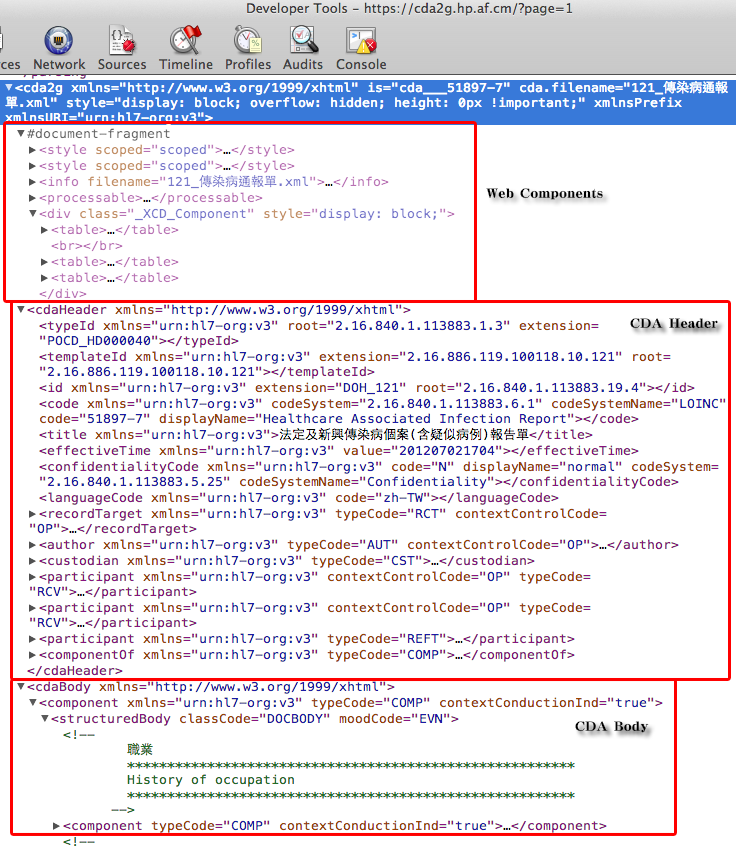 Developer Tools - https://cda2g.hp.af.cm/?page=1
ces Network Sources Timeline Profiles Audits Console
▼<cda2g xmlns="http://www.w3.org/1999/xhtml" is="cda___51897-7" cda.filename="121_傳染病通報
單.xml" style="display: block; overflow: hidden; height: 0px !important;" xmlnsPrefix
xmlnsURI="urn:hl7-org:v3">
▼#document-fragment
▶<style scoped="scoped">…</style>
▶<style scoped="scoped">…</style>
▶<info filename="121_傳染病通報單.xml">…</info>
▶<processable>…</processable>
▼<div class="_XCD_Component" style="display: block;">
▶<table>…</table>
<br></br>
▶<table>…</table>
▶<table>…</table>
</div>
Web Components
▼<cdaHeader xmlns="http://www.w3.org/1999/xhtml">
<typeId xmlns="urn:hl7-org:v3" root="2.16.840.1.113883.1.3" extension=
"POCD_HD000040"></typeId>
CDA Header
<templateId xmlns="urn:hl7-org:v3" extension="2.16.886.119.100118.10.121" root=
"2.16.886.119.100118.10.121"></templateId>
<id xmlns="urn:hl7-org:v3" extension="DOH_121" root="2.16.840.1.113883.19.4"></id>
<code xmlns="urn:hl7-org:v3" codeSystem="2.16.840.1.113883.6.1" codeSystemName="LOINC"
code="51897-7" displayName="Healthcare Associated Infection Report"></code>
<title xmlns="urn:hl7-org:v3">法定及新興傳染病個案(含疑似病例)報告單</title>
<effectiveTime xmlns="urn:hl7-org:v3" value="201207021704"></effectiveTime>
<confidentialityCode xmlns="urn:hl7-org:v3" code="N" displayName="normal" codeSystem=
"2.16.840.1.113883.5.25" codeSystemName="Confidentiality"></confidentialityCode>
<languageCode xmlns="urn:hl7-org:v3" code="zh-TW"></languageCode>
▶<recordTarget xmlns="urn:hl7-org:v3" typeCode="RCT" contextControlCode=
"OP">…</recordTarget>
▶<author xmlns="urn:hl7-org:v3" typeCode="AUT" contextControlCode="OP">…</author>
▶<custodian xmlns="urn:hl7-org:v3" typeCode="CST">…</custodian>
▶<participant xmlns="urn:hl7-org:v3" contextControlCode="OP" typeCode=
"RCV">…</participant>
▶<participant xmlns="urn:hl7-org:v3" contextControlCode="OP" typeCode=
"RCV">…</participant>
▶<participant xmlns="urn:hl7-org:v3" typeCode="REFT">…</participant>
▶<componentOf xmlns="urn:hl7-org:v3" typeCode="COMP">…</componentOf>
</cdaHeader>
▼<cdaBody xmlns="http://www.w3.org/1999/xhtml">
▼<component xmlns="urn:hl7-org:v3" typeCode="COMP" contextConductionInd="true">
▼<structuredBody classCode="DOCBODY" moodCode="EVN">
CDA Body
<!--
職業
********************************************************
History of occupation
********************************************************
-->
▶<component typeCode="COMP" contextConductionInd="true">…</component>
<!--